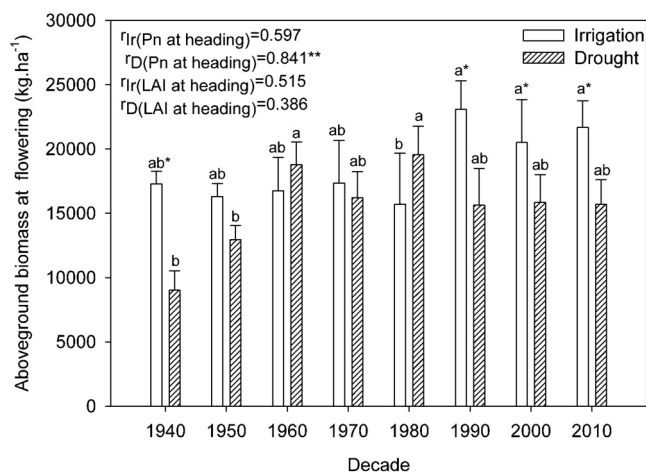 rIr(Pn at heading)=0.597
rD(Pn at heading)=0.841**
rIr(LAI at heading)=0.515
rD(LAI at heading)=0.386
Irrigation
Drought
30000
25000
20000
15000
10000
5000
0
Aboveground biomass at flowering (kg.ha-1)
ab* b
ab b
ab a
ab ab
b a
a* ab
a* ab
a* ab
1940 1950 1960 1970 1980 1990 2000 2010
Decade